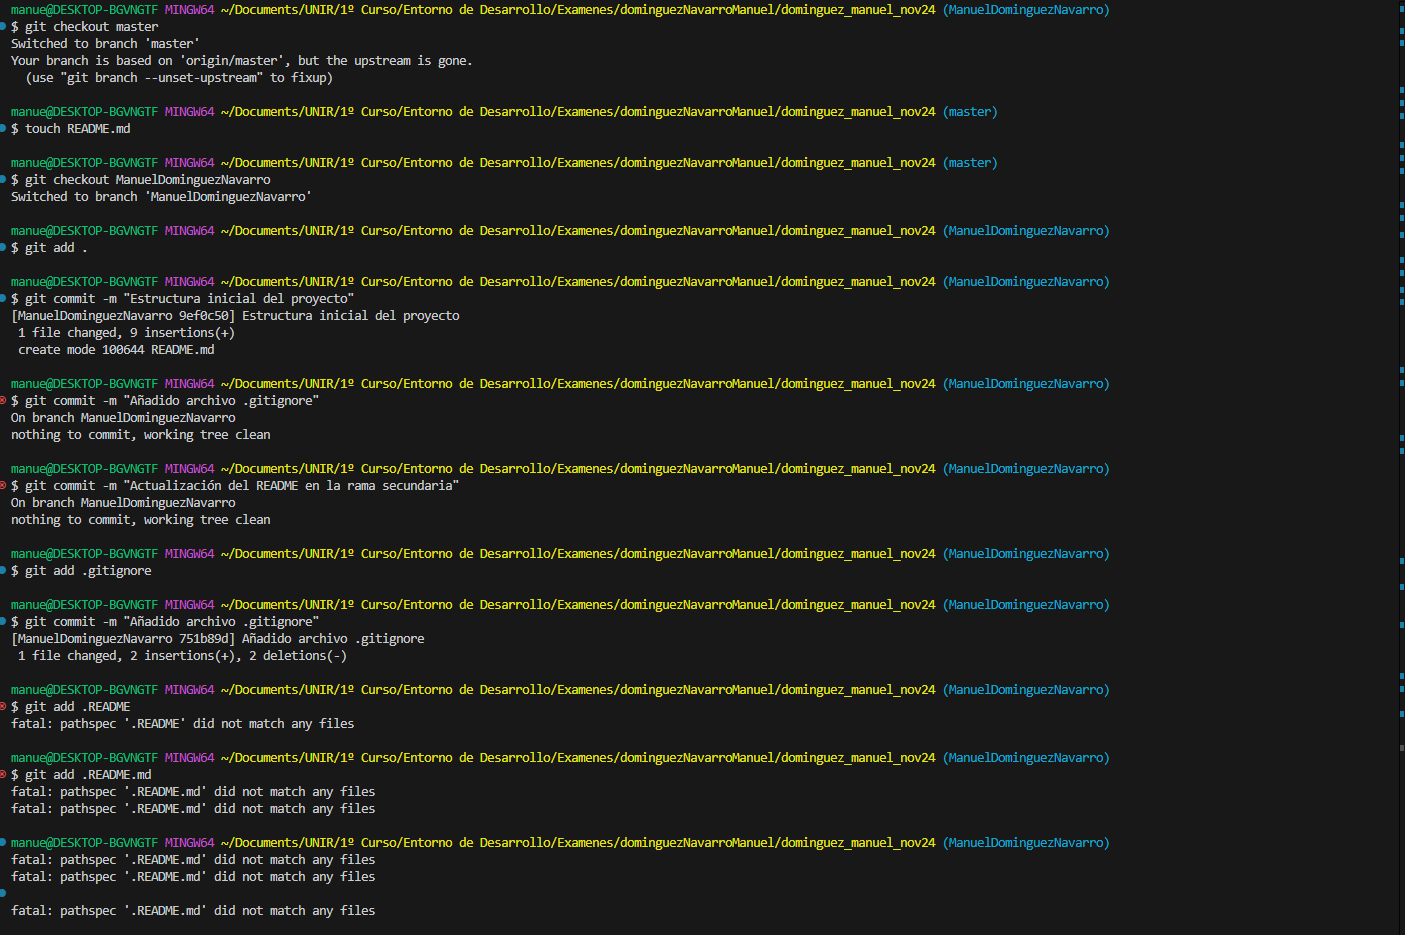 manue@DESKTOP-BGVNGTF MINGW64 ~/Documents/UNIR/1º Curso/Entorno de Desarrollo/Examenes/dominguezNavarroManuel/dominguez_manuel_nov24 (ManuelDominguezNavarro)
$ git checkout master
Switched to branch 'master'
Your branch is based on 'origin/master', but the upstream is gone.
  (use "git branch --unset-upstream" to fixup)
manue@DESKTOP-BGVNGTF MINGW64 ~/Documents/UNIR/1º Curso/Entorno de Desarrollo/Examenes/dominguezNavarroManuel/dominguez_manuel_nov24 (master)
$ touch README.md
manue@DESKTOP-BGVNGTF MINGW64 ~/Documents/UNIR/1º Curso/Entorno de Desarrollo/Examenes/dominguezNavarroManuel/dominguez_manuel_nov24 (master)
$ git checkout ManuelDominguezNavarro
Switched to branch 'ManuelDominguezNavarro'
manue@DESKTOP-BGVNGTF MINGW64 ~/Documents/UNIR/1º Curso/Entorno de Desarrollo/Examenes/dominguezNavarroManuel/dominguez_manuel_nov24 (ManuelDominguezNavarro)
$ git add .
manue@DESKTOP-BGVNGTF MINGW64 ~/Documents/UNIR/1º Curso/Entorno de Desarrollo/Examenes/dominguezNavarroManuel/dominguez_manuel_nov24 (ManuelDominguezNavarro)
$ git commit -m "Estructura inicial del proyecto"
[ManuelDominguezNavarro 9ef0c50] Estructura inicial del proyecto
 1 file changed, 9 insertions(+)
 create mode 100644 README.md
manue@DESKTOP-BGVNGTF MINGW64 ~/Documents/UNIR/1º Curso/Entorno de Desarrollo/Examenes/dominguezNavarroManuel/dominguez_manuel_nov24 (ManuelDominguezNavarro)
$ git commit -m "Añadido archivo .gitignore"
On branch ManuelDominguezNavarro
nothing to commit, working tree clean
manue@DESKTOP-BGVNGTF MINGW64 ~/Documents/UNIR/1º Curso/Entorno de Desarrollo/Examenes/dominguezNavarroManuel/dominguez_manuel_nov24 (ManuelDominguezNavarro)
$ git commit -m "Actualización del README en la rama secundaria"
On branch ManuelDominguezNavarro
nothing to commit, working tree clean
manue@DESKTOP-BGVNGTF MINGW64 ~/Documents/UNIR/1º Curso/Entorno de Desarrollo/Examenes/dominguezNavarroManuel/dominguez_manuel_nov24 (ManuelDominguezNavarro)
$ git add .gitignore
manue@DESKTOP-BGVNGTF MINGW64 ~/Documents/UNIR/1º Curso/Entorno de Desarrollo/Examenes/dominguezNavarroManuel/dominguez_manuel_nov24 (ManuelDominguezNavarro)
$ git commit -m "Añadido archivo .gitignore"
[ManuelDominguezNavarro 751b89d] Añadido archivo .gitignore
 1 file changed, 2 insertions(+), 2 deletions(-)
manue@DESKTOP-BGVNGTF MINGW64 ~/Documents/UNIR/1º Curso/Entorno de Desarrollo/Examenes/dominguezNavarroManuel/dominguez_manuel_nov24 (ManuelDominguezNavarro)
$ git add .README
fatal: pathspec '.README' did not match any files
manue@DESKTOP-BGVNGTF MINGW64 ~/Documents/UNIR/1º Curso/Entorno de Desarrollo/Examenes/dominguezNavarroManuel/dominguez_manuel_nov24 (ManuelDominguezNavarro)
$ git add .README.md
fatal: pathspec '.README.md' did not match any files
fatal: pathspec '.README.md' did not match any files
manue@DESKTOP-BGVNGTF MINGW64 ~/Documents/UNIR/1º Curso/Entorno de Desarrollo/Examenes/dominguezNavarroManuel/dominguez_manuel_nov24 (ManuelDominguezNavarro)
fatal: pathspec '.README.md' did not match any files
fatal: pathspec '.README.md' did not match any files
fatal: pathspec '.README.md' did not match any files